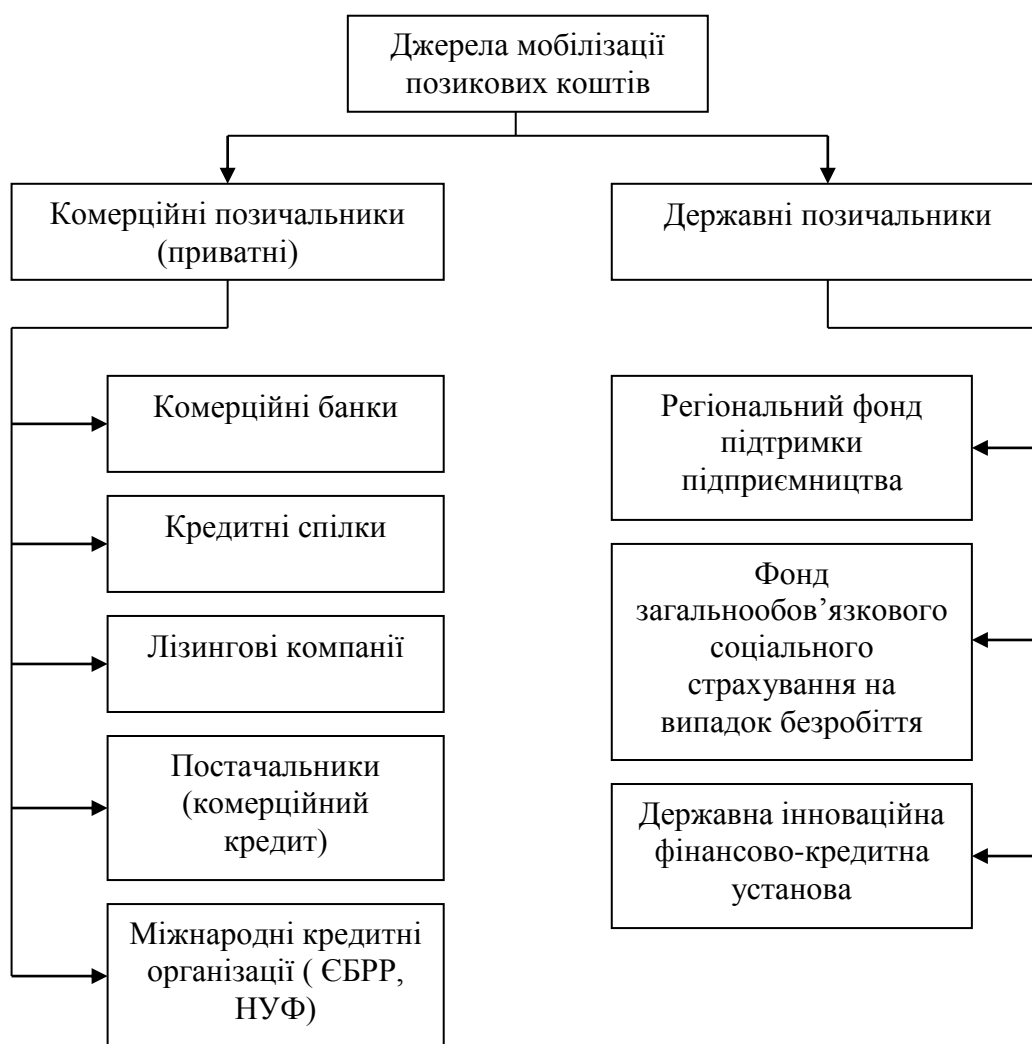 Джерела мобілізації
позикових коштів
Комерційні позичальники
(приватні)
Державні позичальники
Комерційні банки
Кредитні спілки
Лізингові компанії
Постачальники
(комерційний
кредит)
Міжнародні кредитні
організації ( ЄБРР,
НУФ)
Регіональний фонд
підтримки
підприємництва
Фонд
загальнообов’язкового
соціального
страхування на
випадок безробіття
Державна інноваційна
фінансово-кредитна
установа